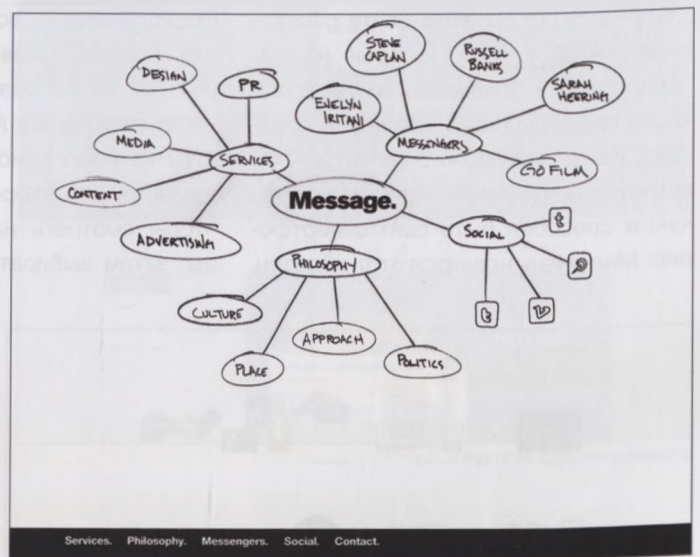 DESIGN
PR
MEDIA
SERVICES
CONTENT
ADVERTISING
STEVE
CAPLAN
RUSSELL
BANKS
EVELYN
IRITANI
SARAH
HEERING
MESSENGERS
GO FILM
Message.
SOCIAL
t
PHILOSOPHY
CULTURE
PLACE
APPROACH
POLITICS
Services. Philosophy. Messengers. Social. Contact.